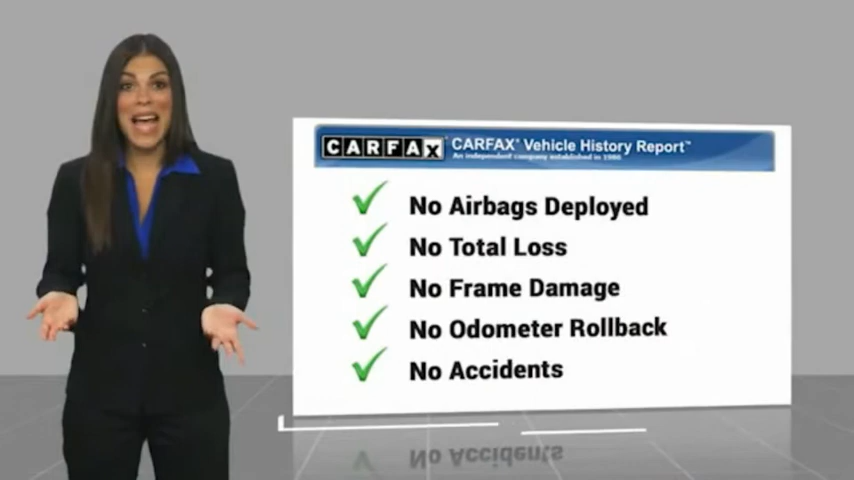 CARFAX CARFAX® Vehicle History Report™
An independent company established in 1986
No Airbags Deployed
No Total Loss
No Frame Damage
No Odometer Rollback
No Accidents
No Accidents